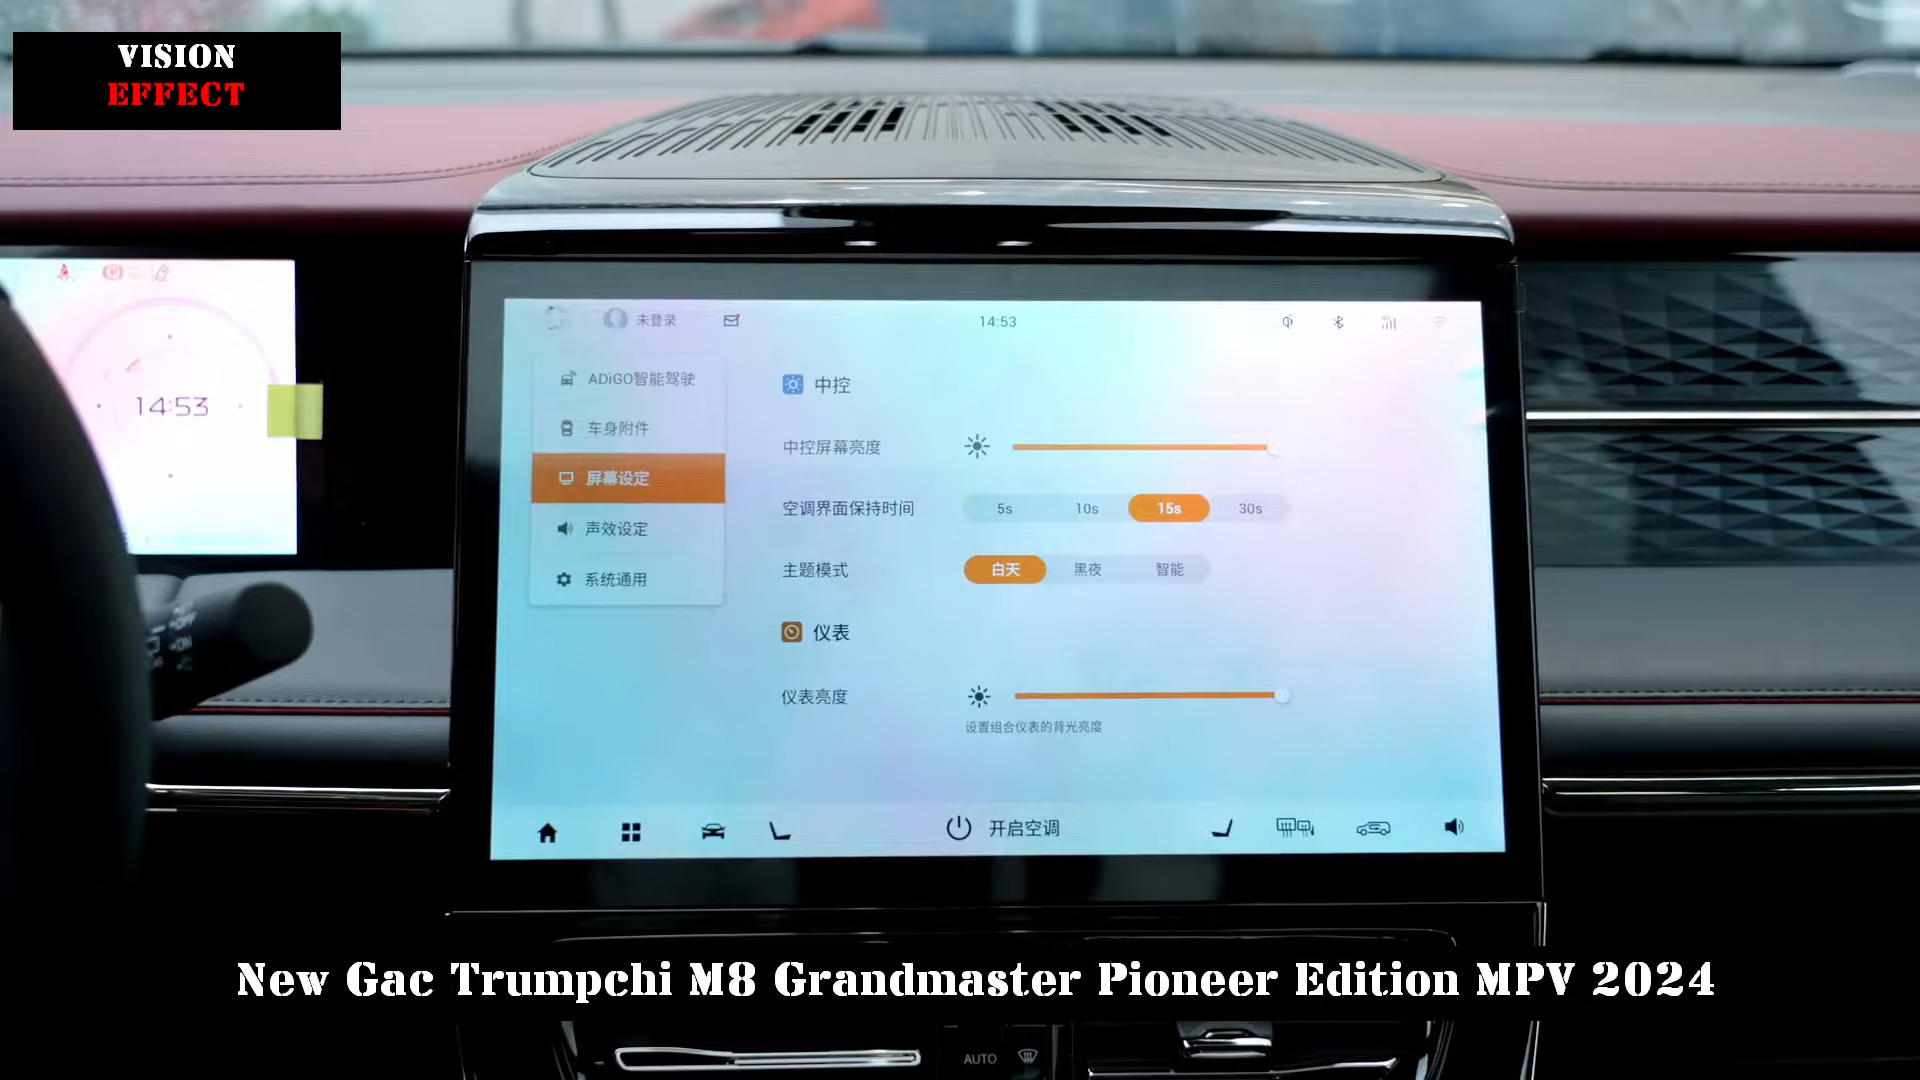 VISION
EFFECT
未登录
14:53
ADiGO智能驾驶
车身附件
屏幕设定
声效设定
系统通用
中控
中控屏幕亮度
空调界面保持时间
5s 10s 15s 30s
主题模式
白天 黑夜 智能
仪表
仪表亮度
设置组合仪表的背光亮度
开启空调
14:53
OFF
ON
New Gac Trumpchi M8 Grandmaster Pioneer Edition MPV 2024
AUTO